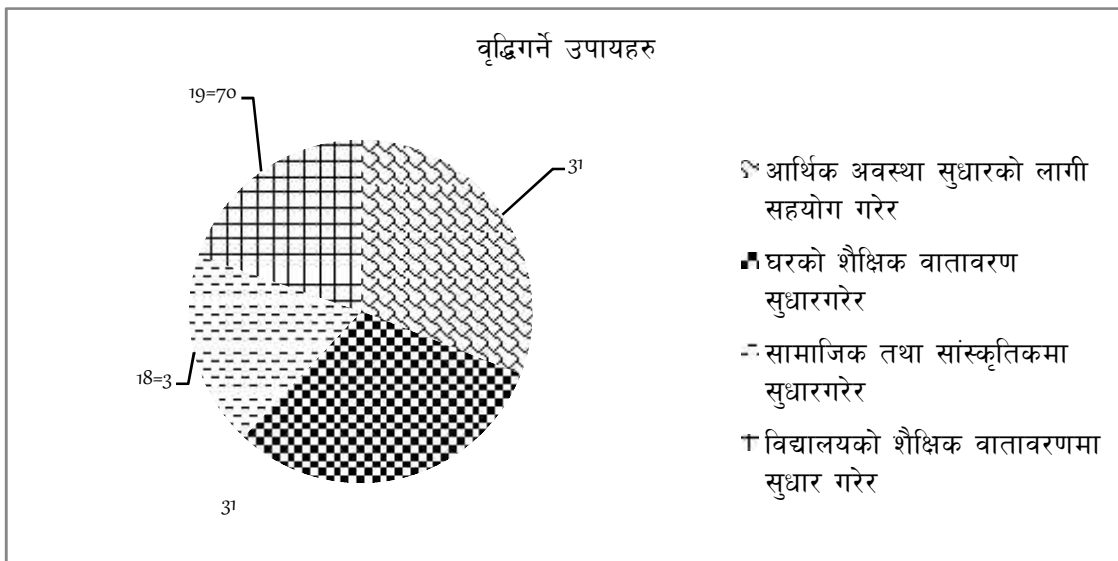 वृद्धिगर्ने उपायहरु
19=70
31
18=3
31
आर्थिक अवस्था सुधारको लागी
सहयोग गरेर
घरको शैक्षिक वातावरण
सुधारगरेर
सामाजिक तथा सांस्कृतिकमा
सुधारगरेर
विद्यालयको शैक्षिक वातावरणमा
सुधार गरेर